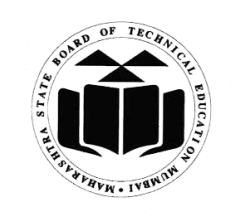 MAHARASHTRA STATE BOARD OF TECHNICAL EDUCATION MUMBAI •